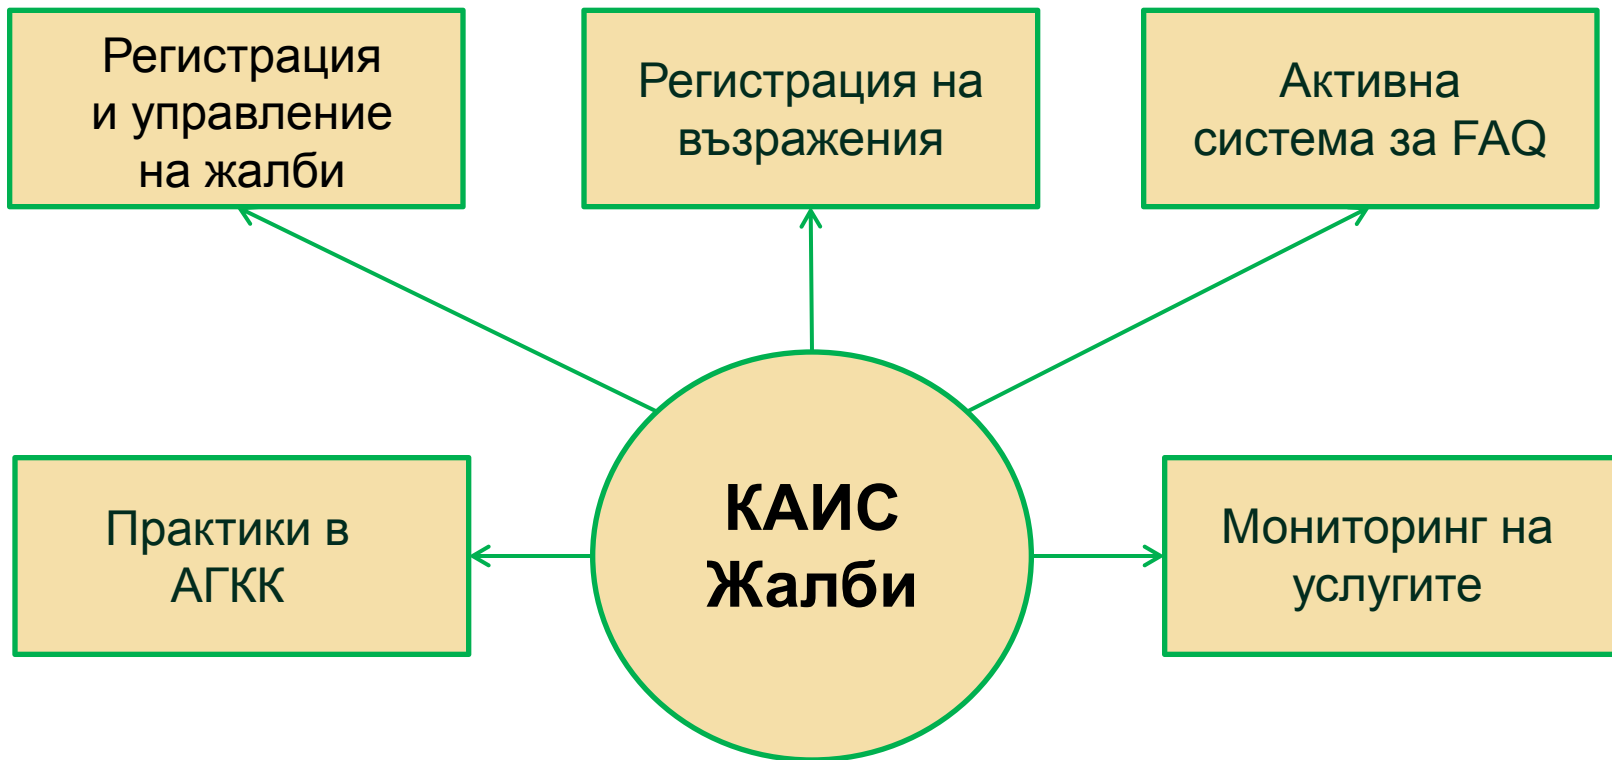 Регистрация
и управление
на жалби
Регистрация на
възражения
Активна
система за FAQ
Практики в
АГКК
КАИС
Жалби
Мониторинг на
услугите